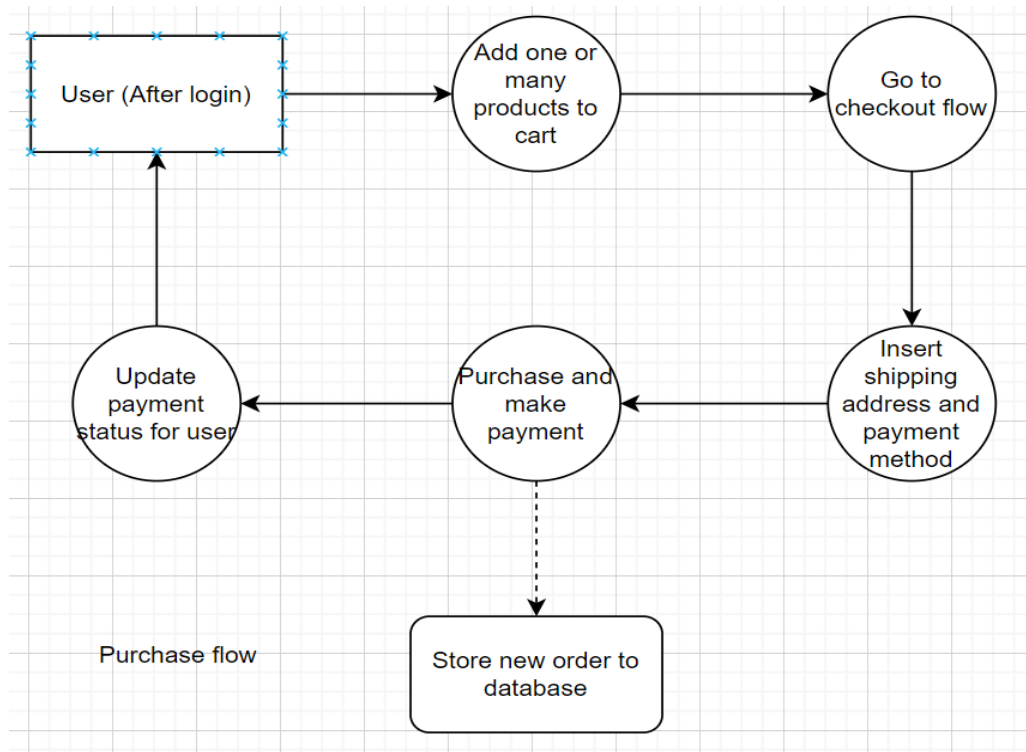 User (After login)
Add one or
many
products to
cart
Go to
checkout flow
Update
payment
status for user
Purchase and
make
payment
Insert
shipping
address and
payment
method
Purchase flow
Store new order to
database